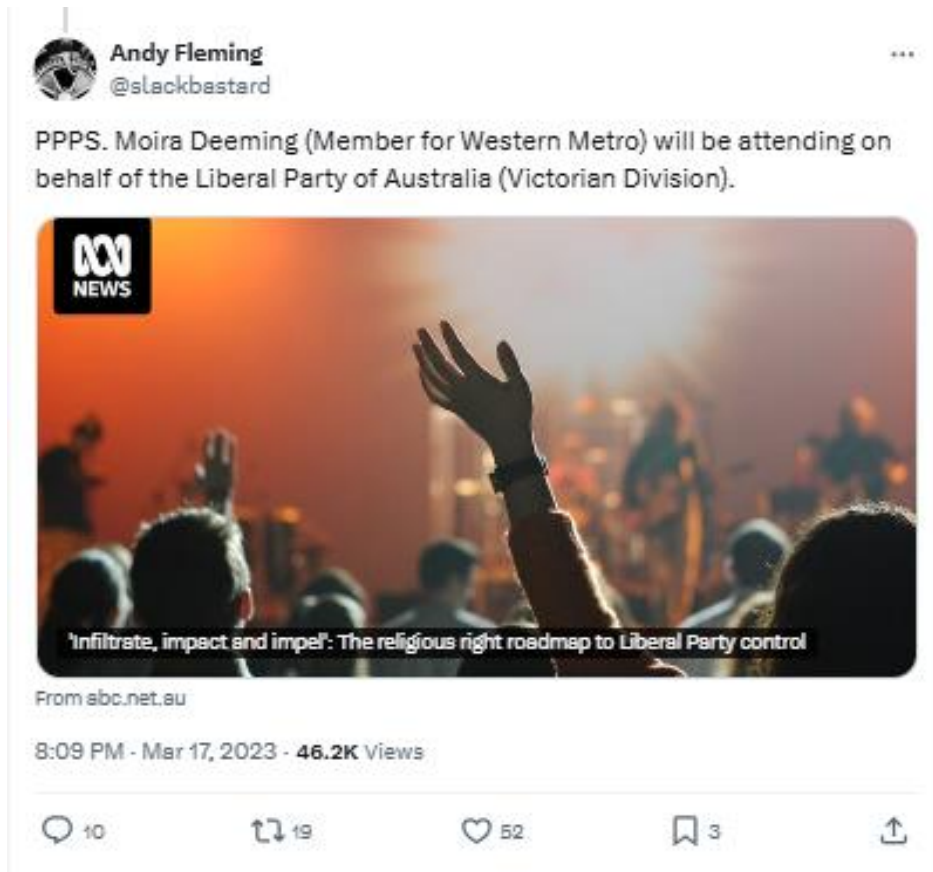 Andy Fleming
@slackbastard
PPPS. Moira Deeming (Member for Western Metro) will be attending on
behalf of the Liberal Party of Australia (Victorian Division).
NEWS
'Infiltrate, impact and impel': The religious right roadmap to Liberal Party control
From abc.net.au
8:09 PM · Mar 17, 2023 · 46.2K Views
10 19 52 3